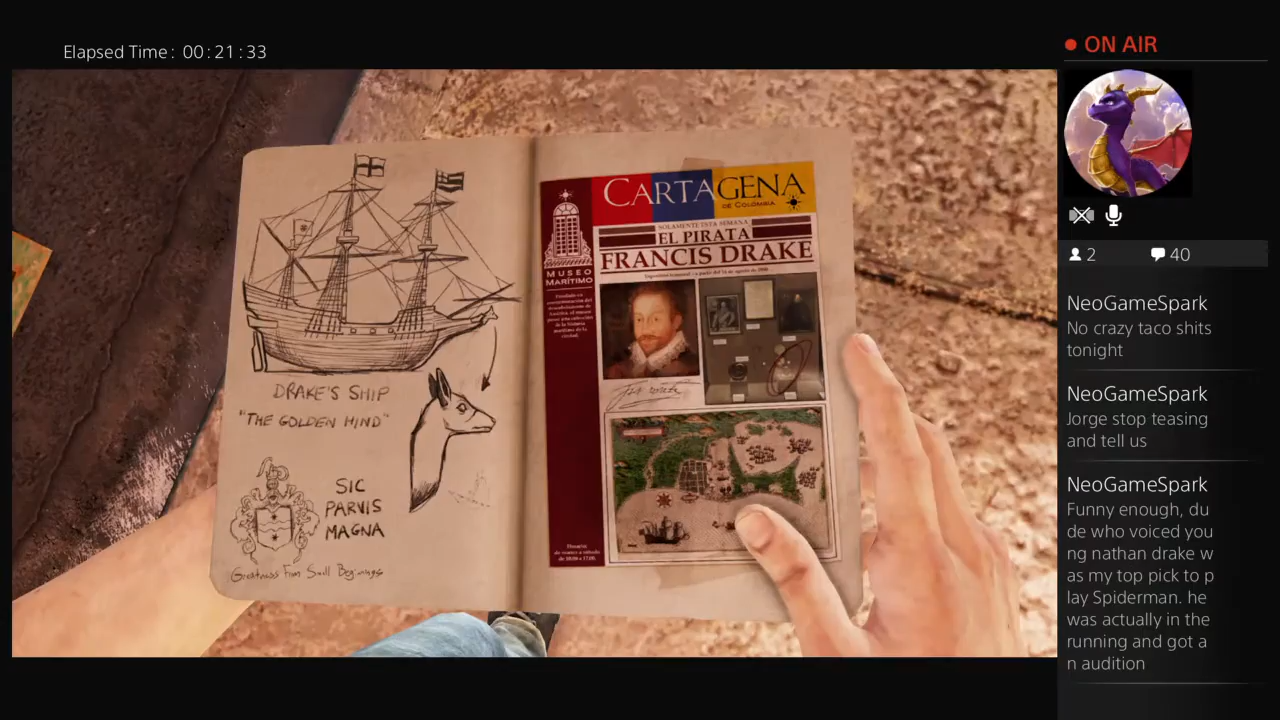 Elapsed Time: 00:21:33
ON AIR
2
40
NeoGameSpark
No crazy taco shits
tonight
NeoGameSpark
Jorge stop teasing
and tell us
NeoGameSpark
Funny enough, du
de who voiced you
ng nathan drake w
as my top pick to p
lay Spiderman. he
was actually in the
running and got a
n audition
DRAKE'S SHIP
"THE GOLDEN HIND"
SIC
PARVIS
MAGNA
Greatness From Small Beginnings
CARTAGENA
DE COLOMBIA
SOLAMENTE ESTA SEMANA
EL PIRATA
FRANCIS DRAKE
MUSEO
MARÍTIMO